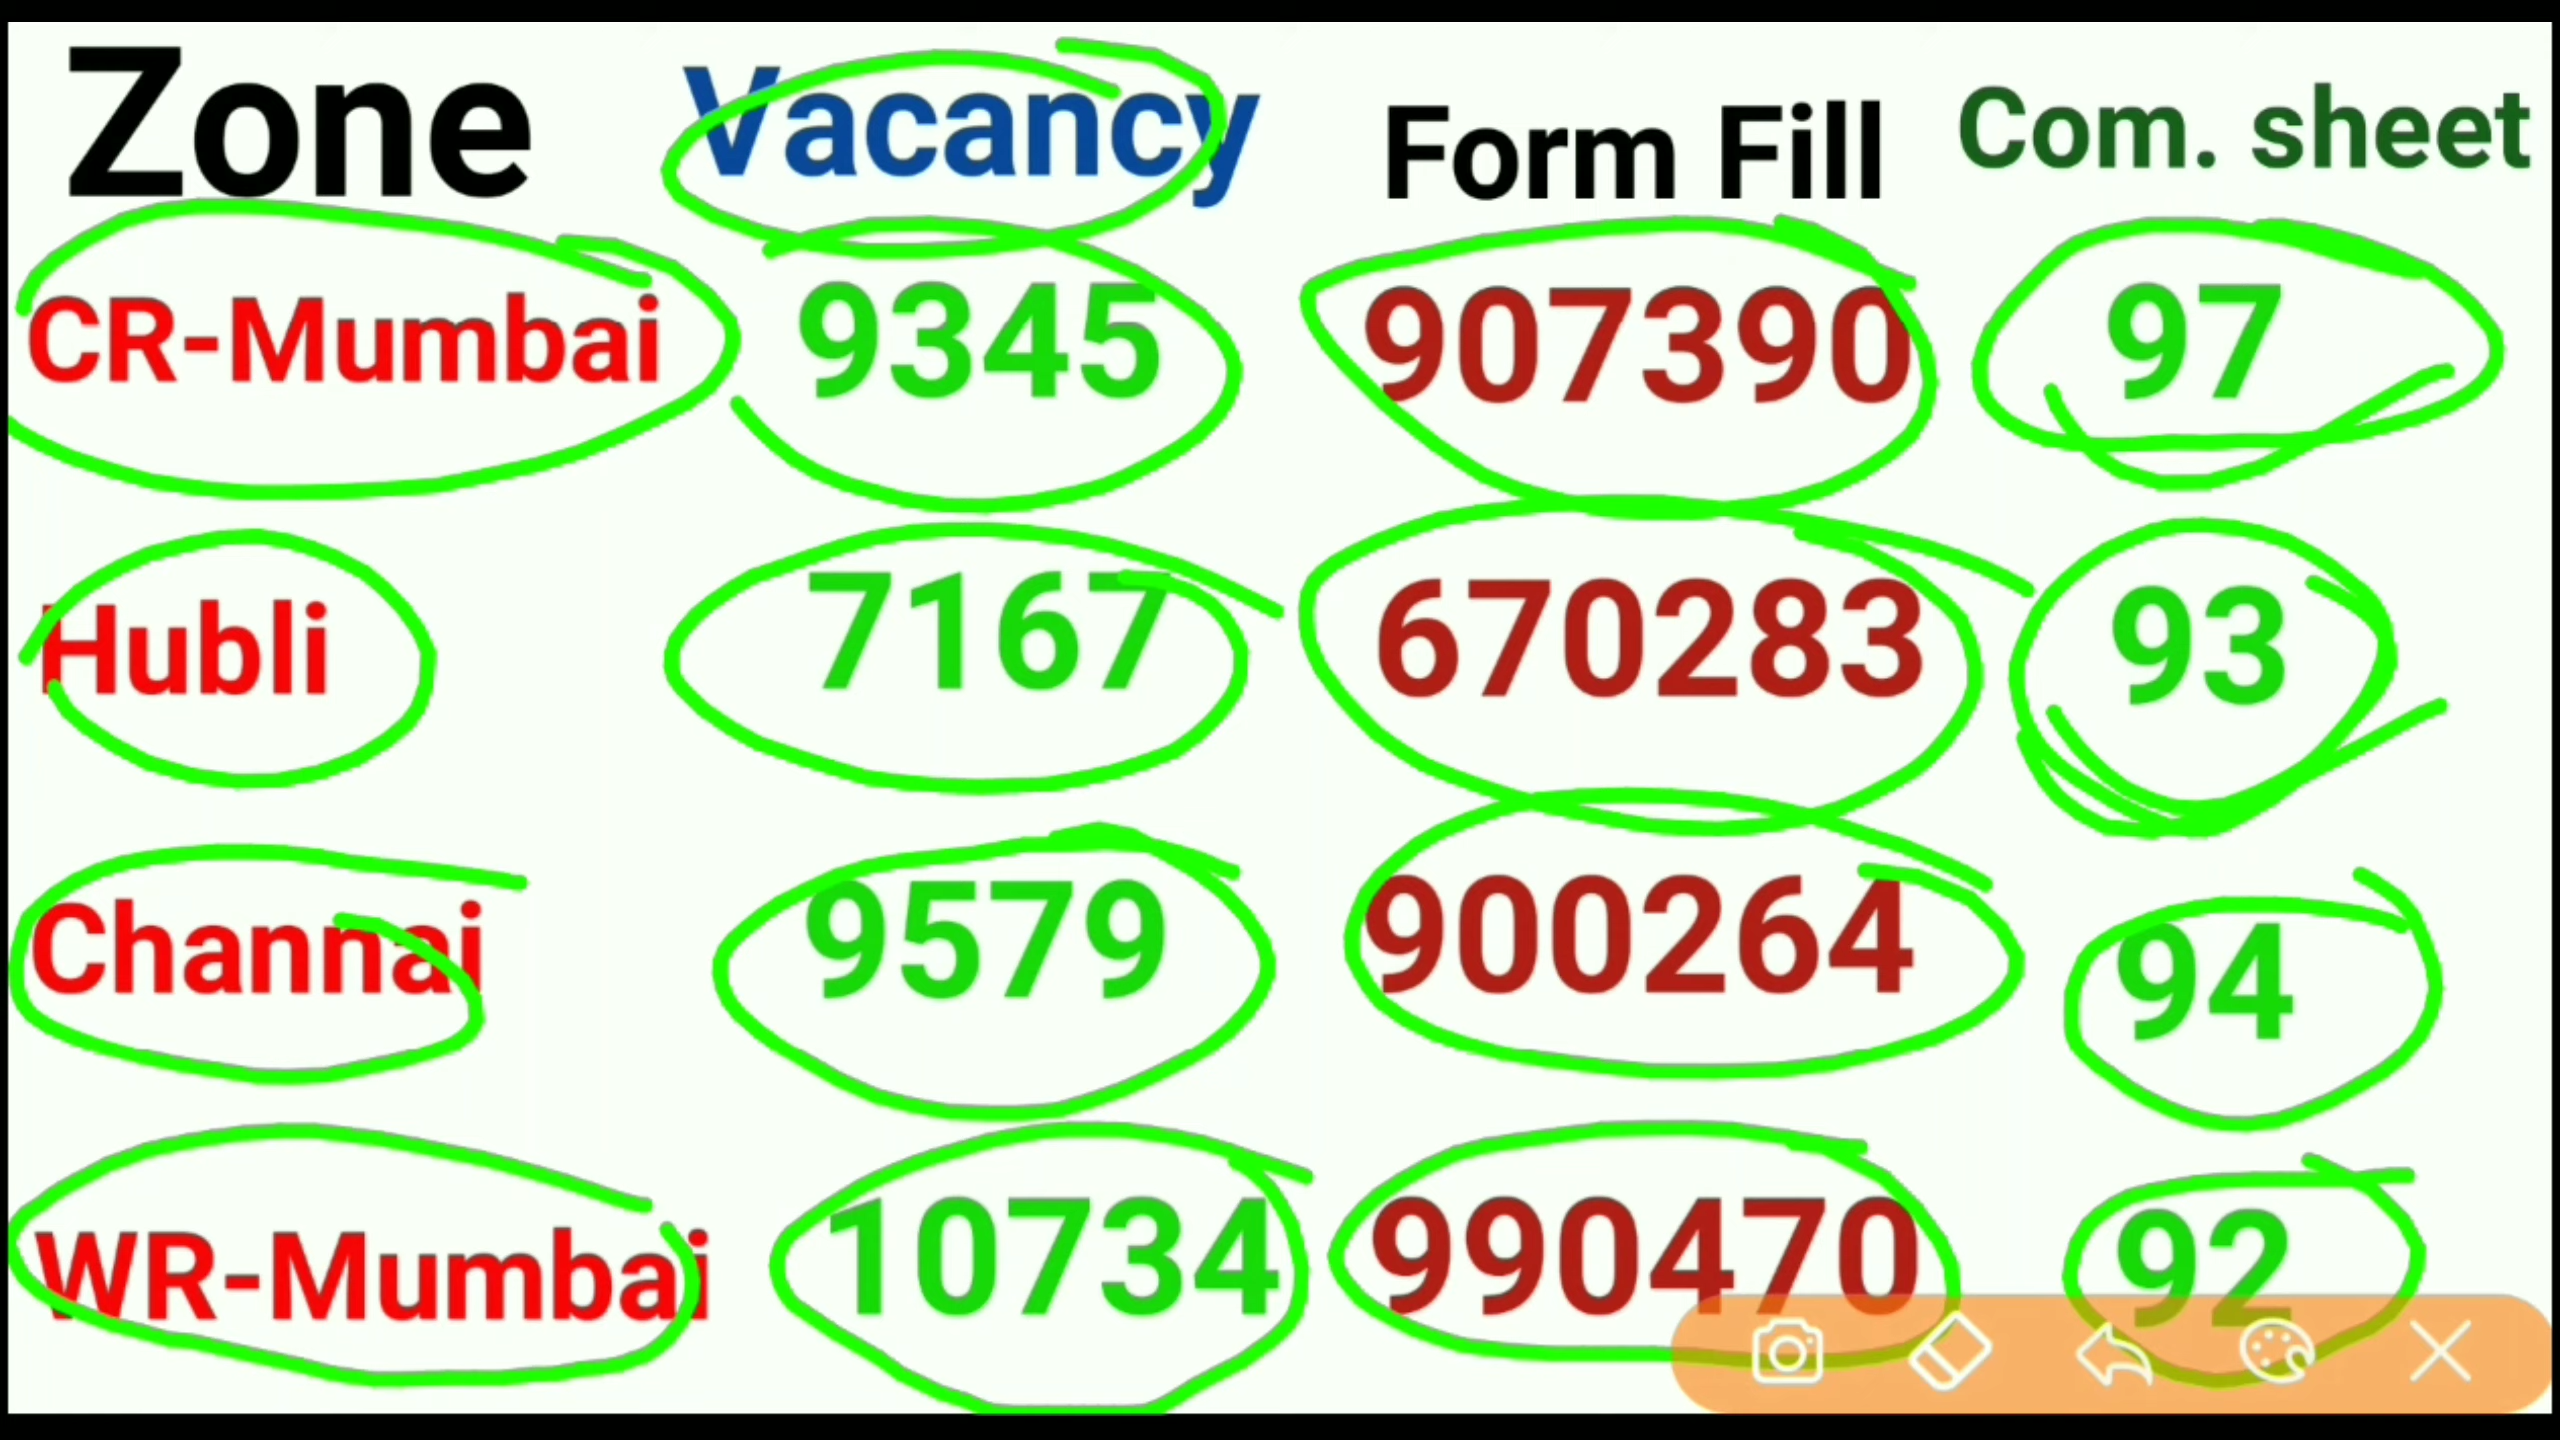 Zone Vacancy Form Fill Com. sheet
CR-Mumbai 9345 907390 97
Hubli 7167 670283 93
Channai 9579 900264 94
WR-Mumbai 10734 990470 92